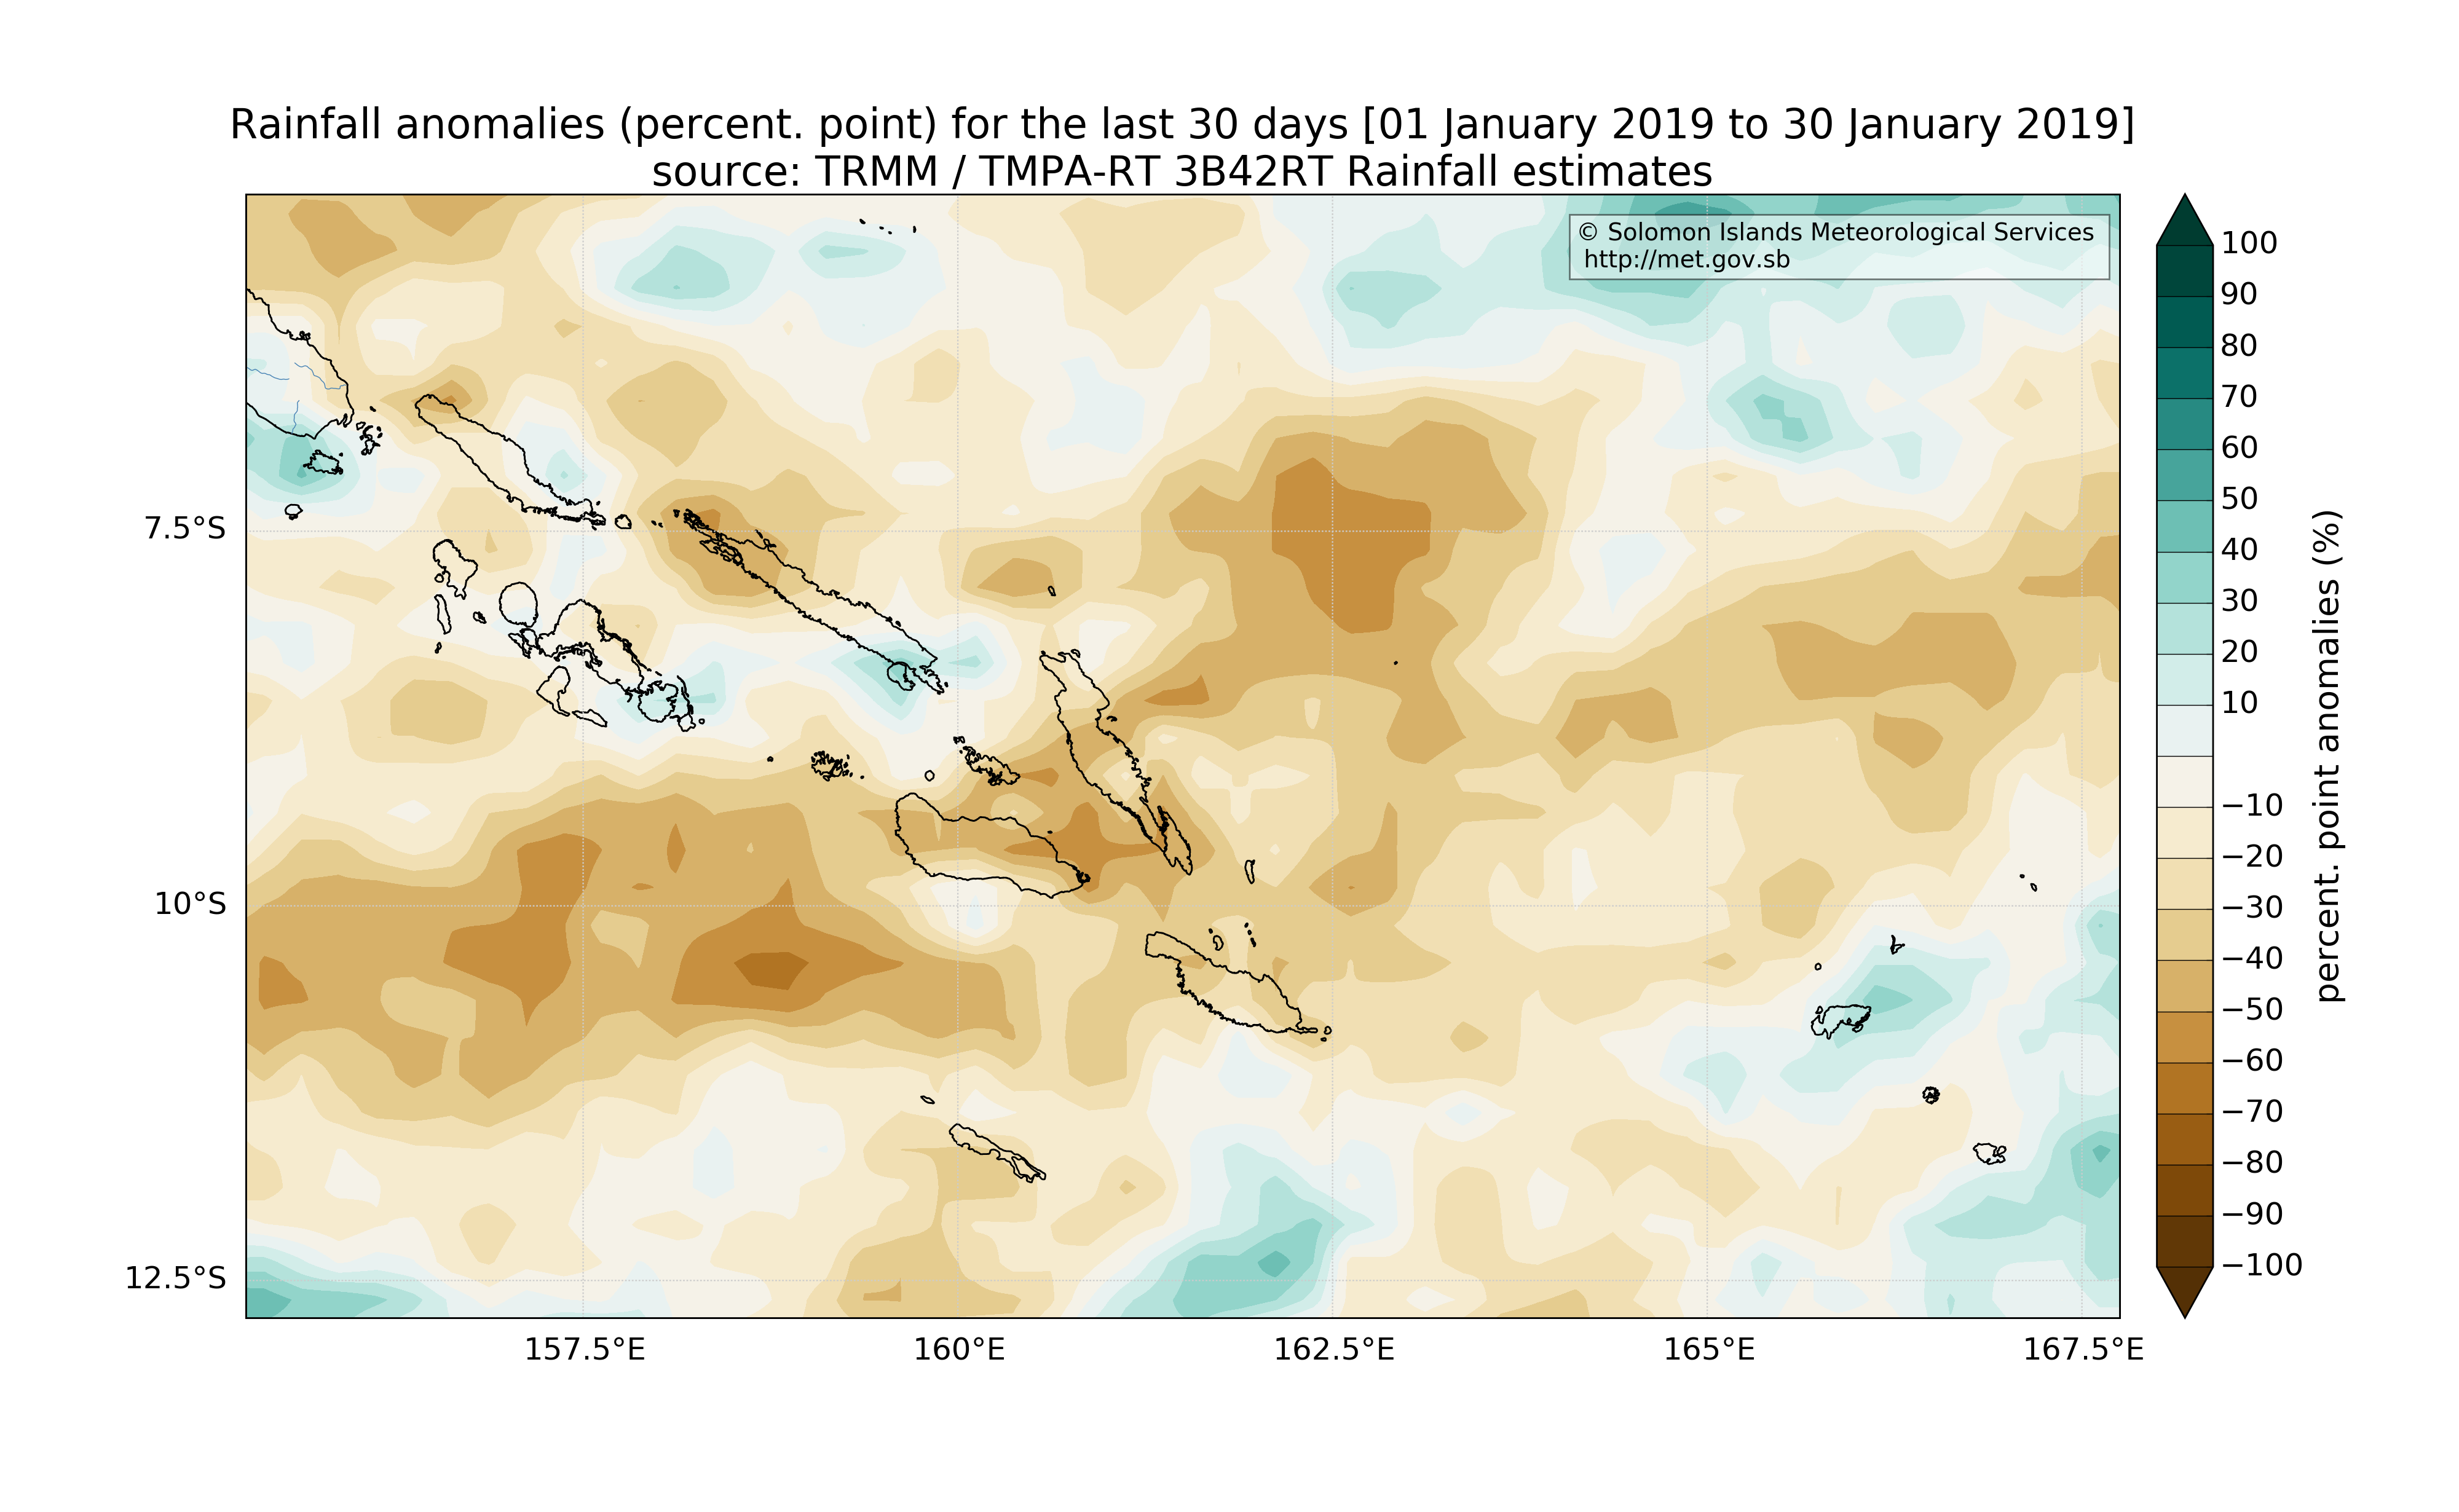 Rainfall anomalies (percent. point) for the last 30 days [01 January 2019 to 30 January 2019]
source: TRMM / TMPA-RT 3B42RT Rainfall estimates
© Solomon Islands Meteorological Services
http://met.gov.sb
7.5°S
10°S
12.5°S
157.5°E
160°E
162.5°E
165°E
167.5°E
100
90
80
70
60
50
40
30
20
10
−10
−20
−30
−40
−50
−60
−70
−80
−90
−100
percent. point anomalies (%)